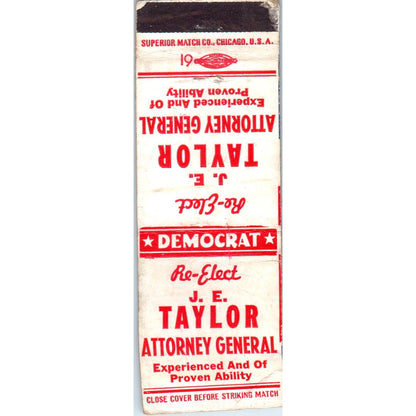 SUPERIOR MATCH CO., CHICAGO, U.S.A.
19
Experienced And Of
Proven Ability
ATTORNEY GENERAL
TAYLOR
J. E.
Re-Elect
★ DEMOCRAT ★
Re-Elect
J. E.
TAYLOR
ATTORNEY GENERAL
Experienced And Of
Proven Ability
CLOSE COVER BEFORE STRIKING MATCH